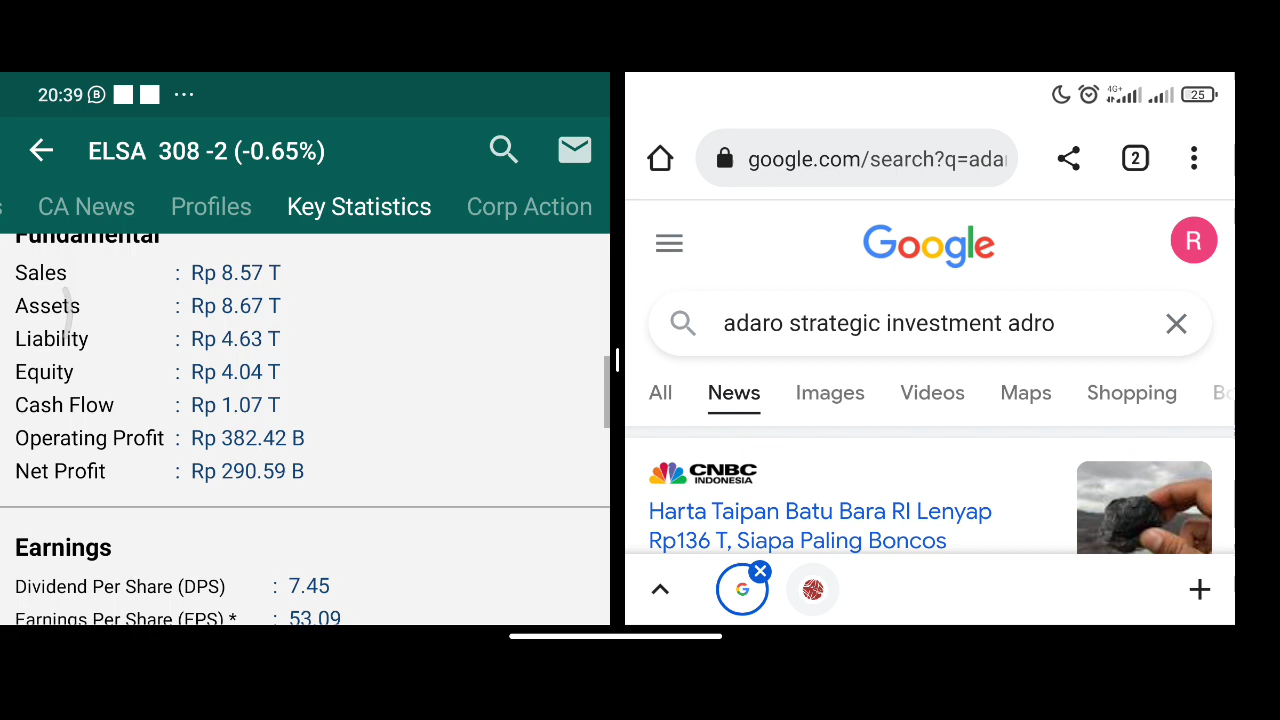 20:39 B ...
ELSA 308 -2 (-0.65%)
s CA News Profiles Key Statistics Corp Action
Fundamental
Sales : Rp 8.57 T
Assets : Rp 8.67 T
Liability : Rp 4.63 T
Equity : Rp 4.04 T
Cash Flow : Rp 1.07 T
Operating Profit : Rp 382.42 B
Net Profit : Rp 290.59 B
Earnings
Dividend Per Share (DPS) : 7.45
Earnings Per Share (EPS) * : 53.09
4G+ 25
google.com/search?q=ada
2
Google
R
adaro strategic investment adro
All News Images Videos Maps Shopping Bo
CNBC
INDONESIA
Harta Taipan Batu Bara RI Lenyap
Rp136 T, Siapa Paling Boncos
G